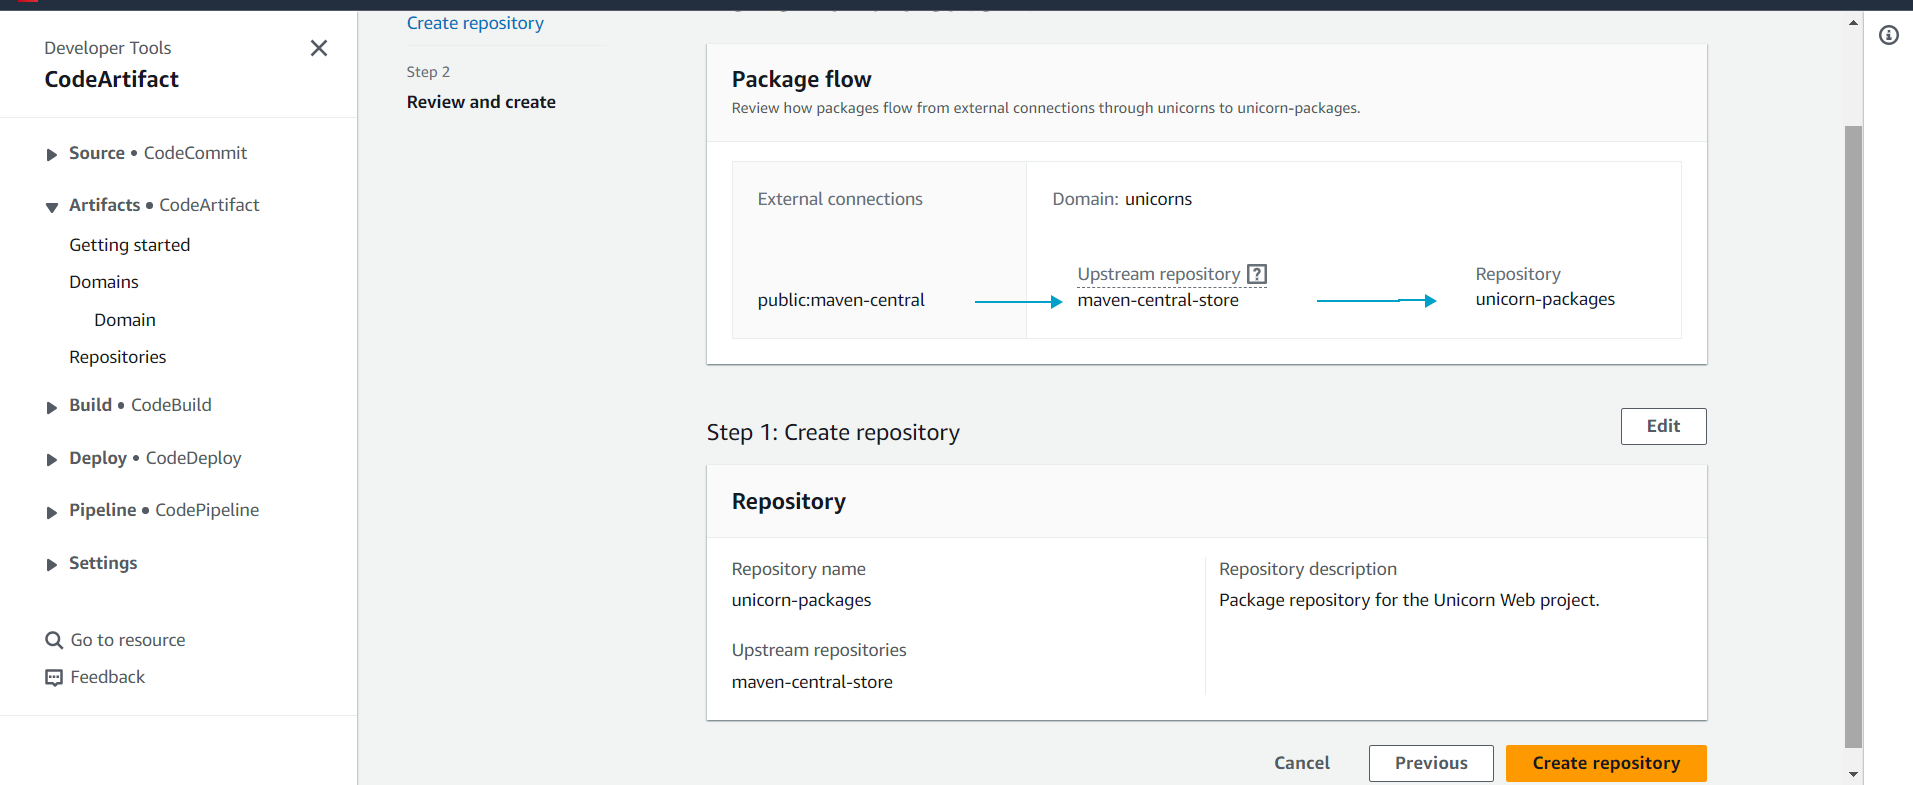 Developer Tools
CodeArtifact
Source • CodeCommit
Artifacts • CodeArtifact
Getting started
Domains
Domain
Repositories
Build • CodeBuild
Deploy • CodeDeploy
Pipeline • CodePipeline
Settings
Go to resource
Feedback
Create repository
Step 2
Review and create
Package flow
Review how packages flow from external connections through unicorns to unicorn-packages.
External connections
Domain: unicorns
Upstream repository ?
Repository
public:maven-central
maven-central-store
unicorn-packages
Step 1: Create repository
Edit
Repository
Repository name
unicorn-packages
Repository description
Package repository for the Unicorn Web project.
Upstream repositories
maven-central-store
Cancel
Previous
Create repository